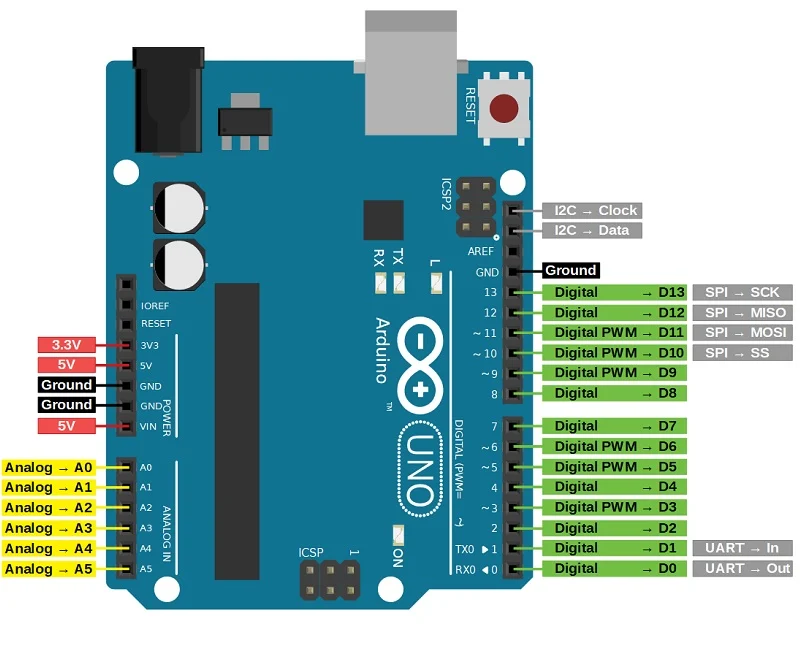 RESET
ICSP2
I2C → Clock
I2C → Data
AREF
GND
Ground
13
Digital → D13
SPI → SCK
12
Digital → D12
SPI → MISO
~11
Digital PWM → D11
SPI → MOSI
~10
Digital PWM → D10
SPI → SS
~9
Digital PWM → D9
8
Digital → D8
RX
TX
L
Arduino
™
UNO
IOREF
RESET
3.3V
3V3
5V
5V
Ground
GND
Ground
GND
5V
VIN
POWER
7
Digital → D7
~6
Digital PWM → D6
~5
Digital PWM → D5
4
Digital → D4
~3
Digital PWM → D3
2
Digital → D2
TX0 ▶ 1
Digital → D1
UART → In
RX0 ◀ 0
Digital → D0
UART → Out
DIGITAL (PWM=
Analog → A0
A0
Analog → A1
A1
Analog → A2
A2
Analog → A3
A3
Analog → A4
A4
Analog → A5
A5
ANALOG IN
ICSP
1
ON